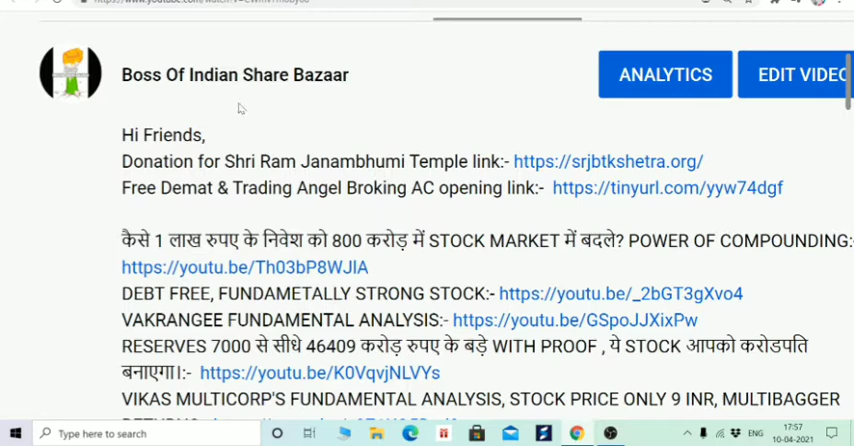 Boss Of Indian Share Bazaar
ANALYTICS
Hi Friends,
Donation for Shri Ram Janambhumi Temple link:- https://srjbtkshetra.org/
Free Demat & Trading Angel Broking AC opening link:- https://tinyurl.com/yyw74dgf
कैसे 1 लाख रुपए के निवेश को 800 करोड़ में STOCK MARKET में बदले? POWER OF COMPOUNDING:-
https://youtu.be/Th03bP8WJIA
DEBT FREE, FUNDAMETALLY STRONG STOCK:- https://youtu.be/_2bGT3gXvo4
VAKRANGEE FUNDAMENTAL ANALYSIS:- https://youtu.be/GSpoJJXixPw
RESERVES 7000 से सीधे 46409 करोड़ रुपए के बड़े WITH PROOF , ये STOCK आपको करोडपति
बनाएगा।:- https://youtu.be/K0VqvjNLVYs
VIKAS MULTICORP'S FUNDAMENTAL ANALYSIS, STOCK PRICE ONLY 9 INR, MULTIBAGGER
Type here to search
ENG
17:57
10-04-2021
EDIT VIDEO